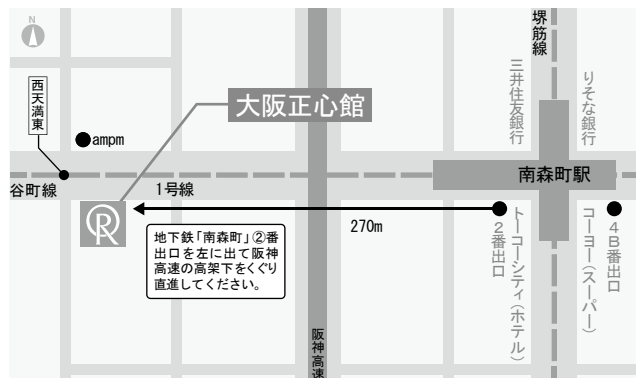 N
堺筋線
三井住友銀行
りそな銀行
西天満東
大阪正心館
ampm
南森町駅
谷町線
1号線
R
270m
地下鉄「南森町」②番
出口を左に出て阪神
高速の高架下をくぐり
直進してください。
2番出口
トーコーシティ(ホテル)
コーヨー(スーパー)
4B番出口
阪神高速